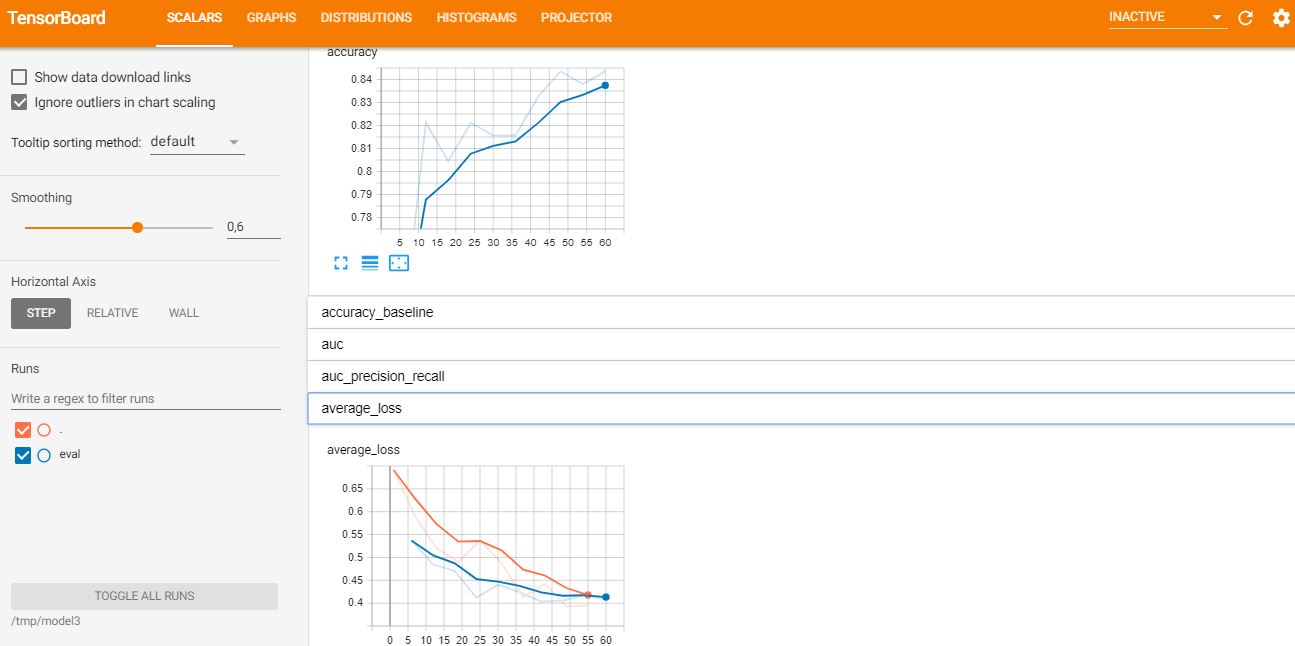 TensorBoard SCALARS GRAPHS DISTRIBUTIONS HISTOGRAMS PROJECTOR INACTIVE
Show data download links
Ignore outliers in chart scaling
Tooltip sorting method: default
Smoothing
0,6
Horizontal Axis
STEP RELATIVE WALL
Runs
Write a regex to filter runs
.
eval
TOGGLE ALL RUNS
/tmp/model3
accuracy
0.84
0.83
0.82
0.81
0.8
0.79
0.78
5 10 15 20 25 30 35 40 45 50 55 60
accuracy_baseline
auc
auc_precision_recall
average_loss
average_loss
0.65
0.6
0.55
0.5
0.45
0.4
0 5 10 15 20 25 30 35 40 45 50 55 60